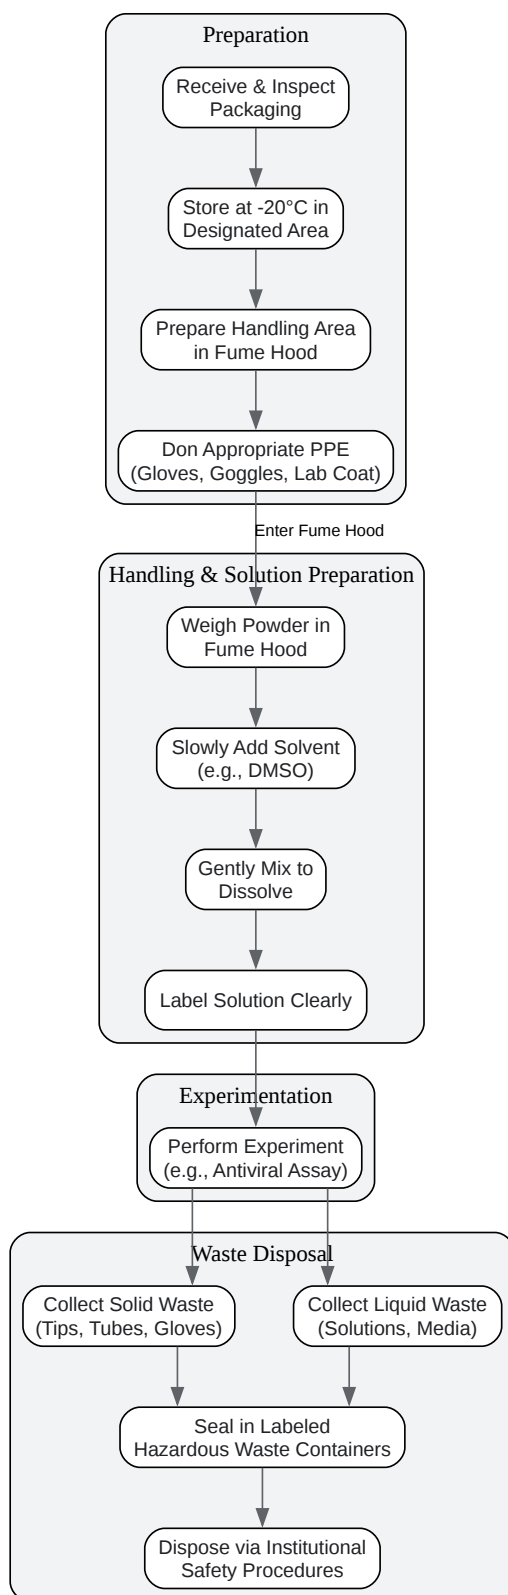 Preparation
Receive & Inspect
Packaging
Store at -20°C in
Designated Area
Prepare Handling Area
in Fume Hood
Don Appropriate PPE
(Gloves, Goggles, Lab Coat)
Enter Fume Hood
Handling & Solution Preparation
Weigh Powder in
Fume Hood
Slowly Add Solvent
(e.g., DMSO)
Gently Mix to
Dissolve
Label Solution Clearly
Experimentation
Perform Experiment
(e.g., Antiviral Assay)
Waste Disposal
Collect Solid Waste
(Tips, Tubes, Gloves)
Collect Liquid Waste
(Solutions, Media)
Seal in Labeled
Hazardous Waste Containers
Dispose via Institutional
Safety Procedures